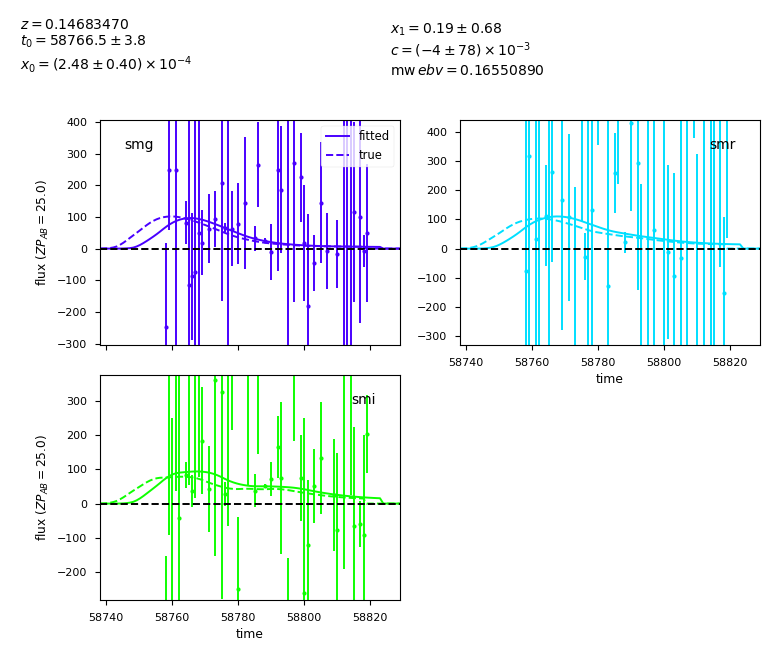 z = 0.14683470
t₀ = 58766.5 ± 3.8
x₀ = (2.48 ± 0.40) × 10⁻⁴
x₁ = 0.19 ± 0.68
c = (−4 ± 78) × 10⁻³
mw ebv = 0.16550890
smg
fitted
true
400
300
200
100
0
−100
−200
−300
flux (ZP_AB = 25.0)
smr
400
300
200
100
0
−100
−200
−300
58740 58760 58780 58800 58820
time
smi
300
200
100
0
−100
−200
flux (ZP_AB = 25.0)
58740 58760 58780 58800 58820
time